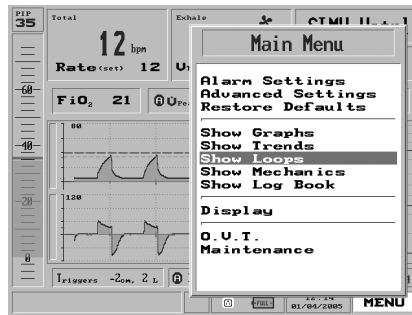 PIP
35
Total
12 bpm
Rate(set) 12
Exhale
FiO2 21
60
40
20
0
80
120
Triggers -2cm, 2 L
Main Menu
Alarm Settings
Advanced Settings
Restore Defaults
Show Graphs
Show Trends
Show Loops
Show Mechanics
Show Log Book
Display
O.V.T.
Maintenance
FULL
12:14
01/04/2005
MENU